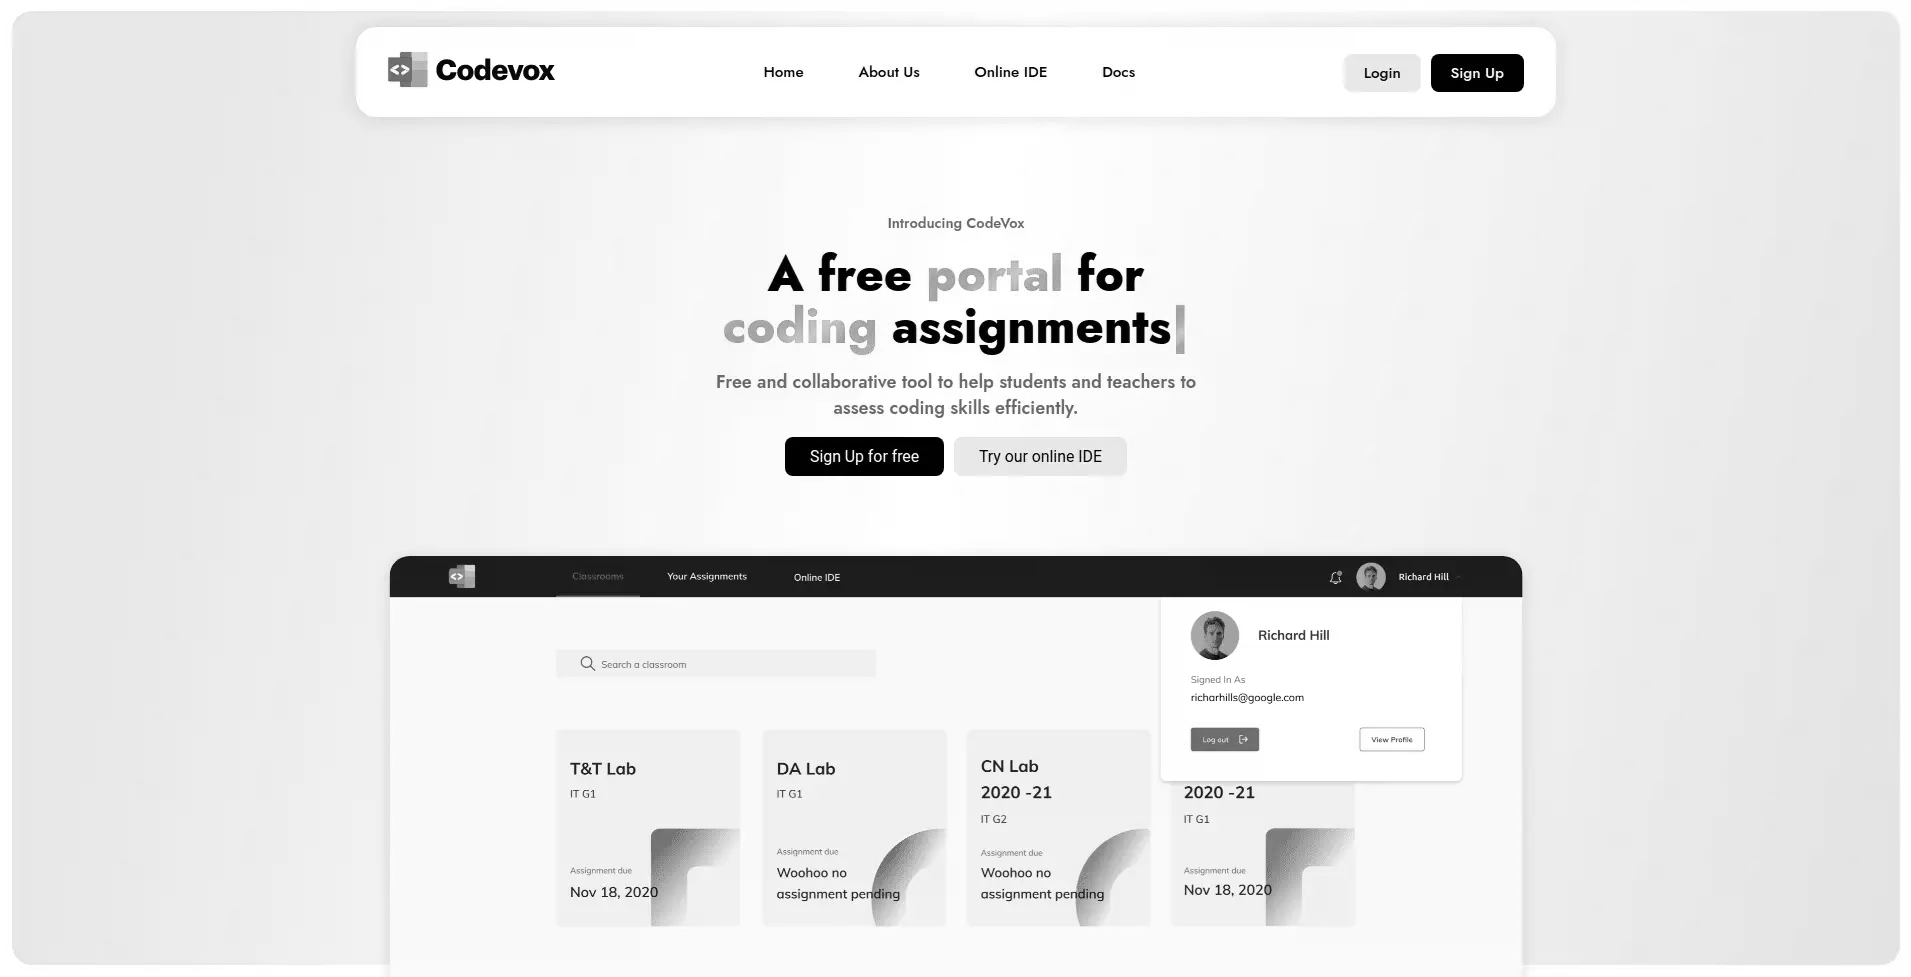 Codevox
Home
About Us
Online IDE
Docs
Login
Sign Up
Introducing CodeVox
A free portal for
coding assignments
Free and collaborative tool to help students and teachers to
assess coding skills efficiently.
Sign Up for free
Try our online IDE
Classrooms
Your Assignments
Online IDE
Richard Hill
Richard Hill
Signed In As
richarhills@google.com
Log out
View Profile
Search a classroom
T&T Lab
IT G1
Assignment due
Nov 18, 2020
DA Lab
IT G1
Assignment due
Woohoo no
assignment pending
CN Lab
2020 -21
IT G2
Assignment due
Woohoo no
assignment pending
2020 -21
IT G1
Assignment due
Nov 18, 2020